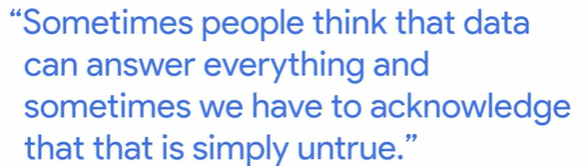 “Sometimes people think that data
can answer everything and
sometimes we have to acknowledge
that that is simply untrue.”